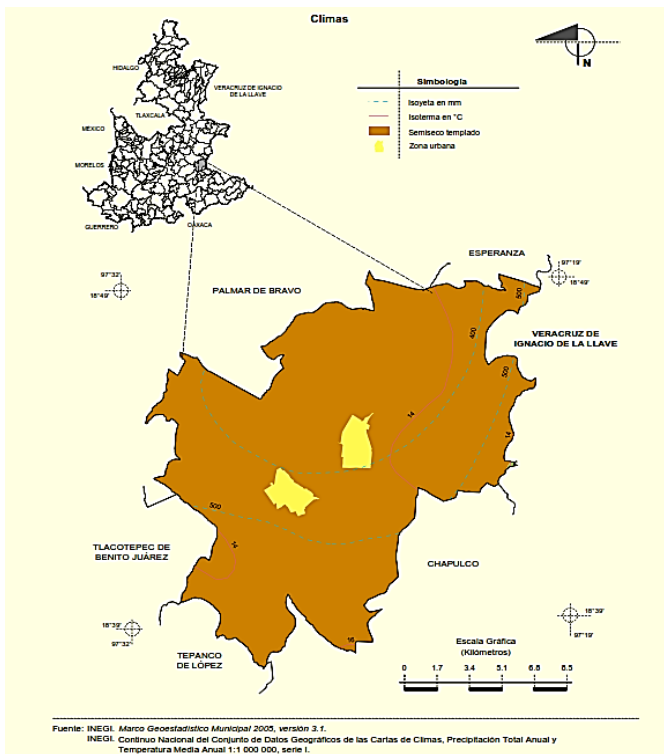 Climas
HIDALGO
VERACRUZ DE IGNACIO
DE LA LLAVE
TLAXCALA
MÉXICO
MORELOS
GUERRERO
OAXACA
N
Simbología
Isoyeta en mm
Isoterma en °C
Semiseco templado
Zona urbana
ESPERANZA
97°32'
18°49'
97°19'
18°49'
PALMAR DE BRAVO
VERACRUZ DE
IGNACIO DE LA LLAVE
500
400
500
14
14
500
14
16
TLACOTEPEC DE
BENITO JUÁREZ
CHAPULCO
18°39'
97°32'
TEPANCO
DE LÓPEZ
18°39'
97°19'
Escala Gráfica
(Kilómetros)
0 1.7 3.4 5.1 6.8 8.5
Fuente: INEGI. Marco Geoestadístico Municipal 2005, versión 3.1.
INEGI. Continuo Nacional del Conjunto de Datos Geográficos de las Cartas de Climas, Precipitación Total Anual y
Temperatura Media Anual 1:1 000 000, serie I.